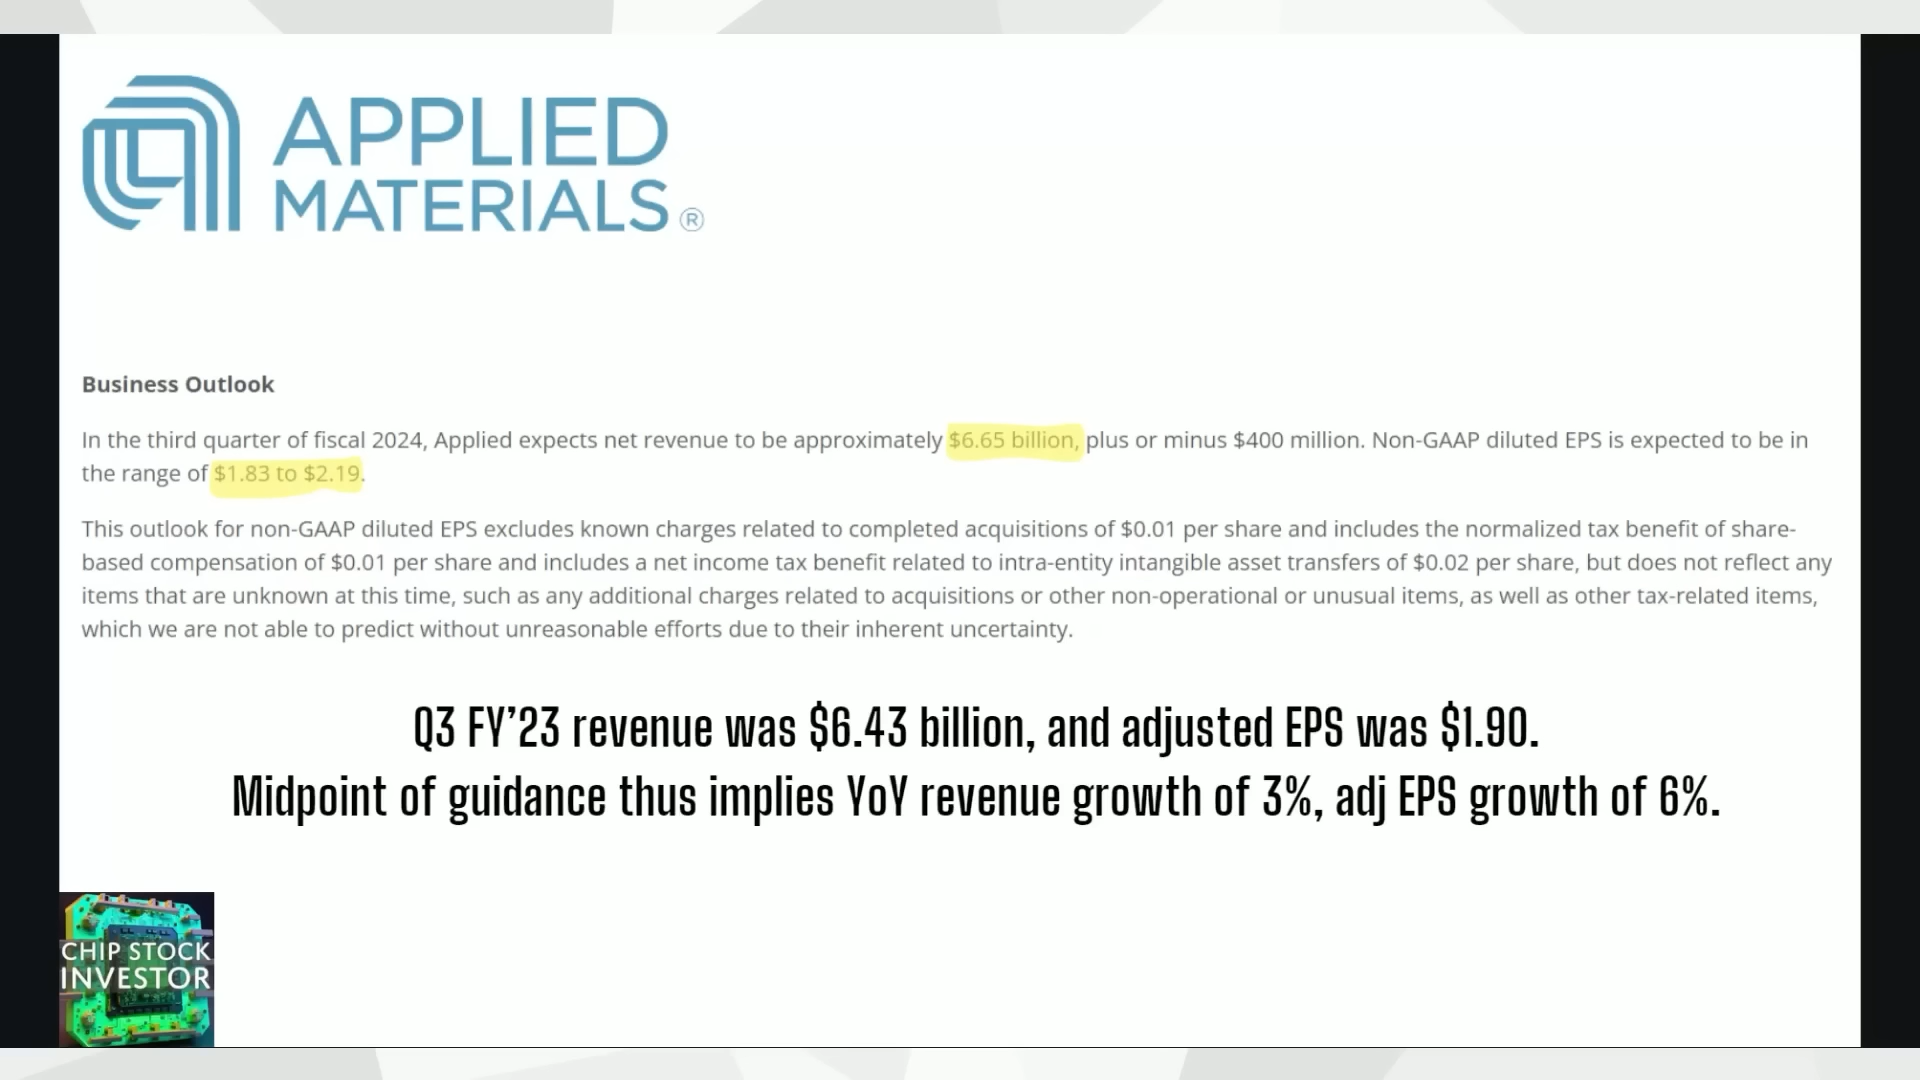 APPLIED
MATERIALS®
Business Outlook
In the third quarter of fiscal 2024, Applied expects net revenue to be approximately $6.65 billion, plus or minus $400 million. Non-GAAP diluted EPS is expected to be in
the range of $1.83 to $2.19.
This outlook for non-GAAP diluted EPS excludes known charges related to completed acquisitions of $0.01 per share and includes the normalized tax benefit of share-
based compensation of $0.01 per share and includes a net income tax benefit related to intra-entity intangible asset transfers of $0.02 per share, but does not reflect any
items that are unknown at this time, such as any additional charges related to acquisitions or other non-operational or unusual items, as well as other tax-related items,
which we are not able to predict without unreasonable efforts due to their inherent uncertainty.
Q3 FY’23 revenue was $6.43 billion, and adjusted EPS was $1.90.
Midpoint of guidance thus implies YoY revenue growth of 3%, adj EPS growth of 6%.
CHIP STOCK
INVESTOR